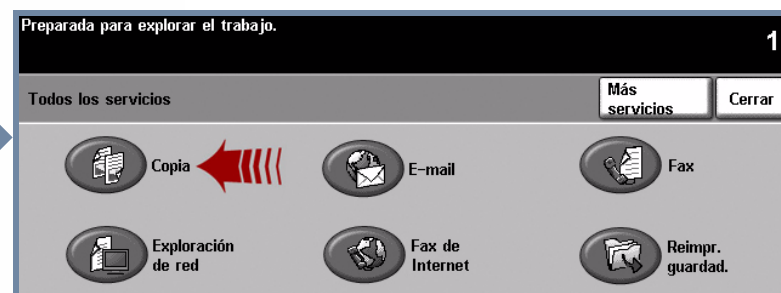 Preparada para explorar el trabajo.
1
Todos los servicios
Más
servicios
Cerrar
Copia
E-mail
Fax
Exploración
de red
Fax de
Internet
Reimpr.
guardad.